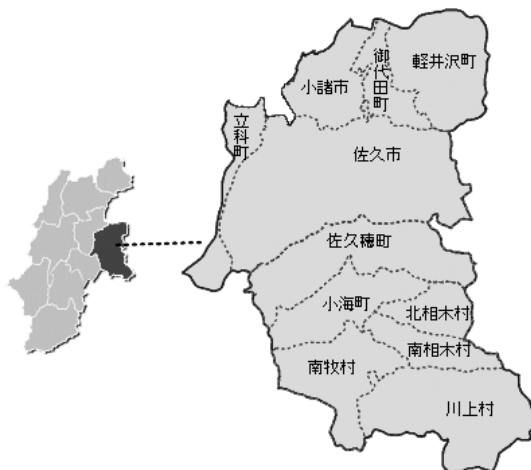 軽井沢町
御代田町
小諸市
立科町
佐久市
佐久穂町
小海町
北相木村
南相木村
南牧村
川上村